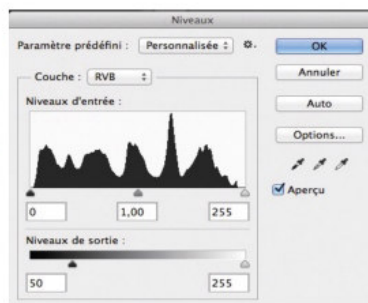 Niveaux
Paramètre prédéfini : Personnalisée
OK
Couche : RVB
Annuler
Niveaux d'entrée :
Auto
Options...
Aperçu
0 1,00 255
Niveaux de sortie :
50 255